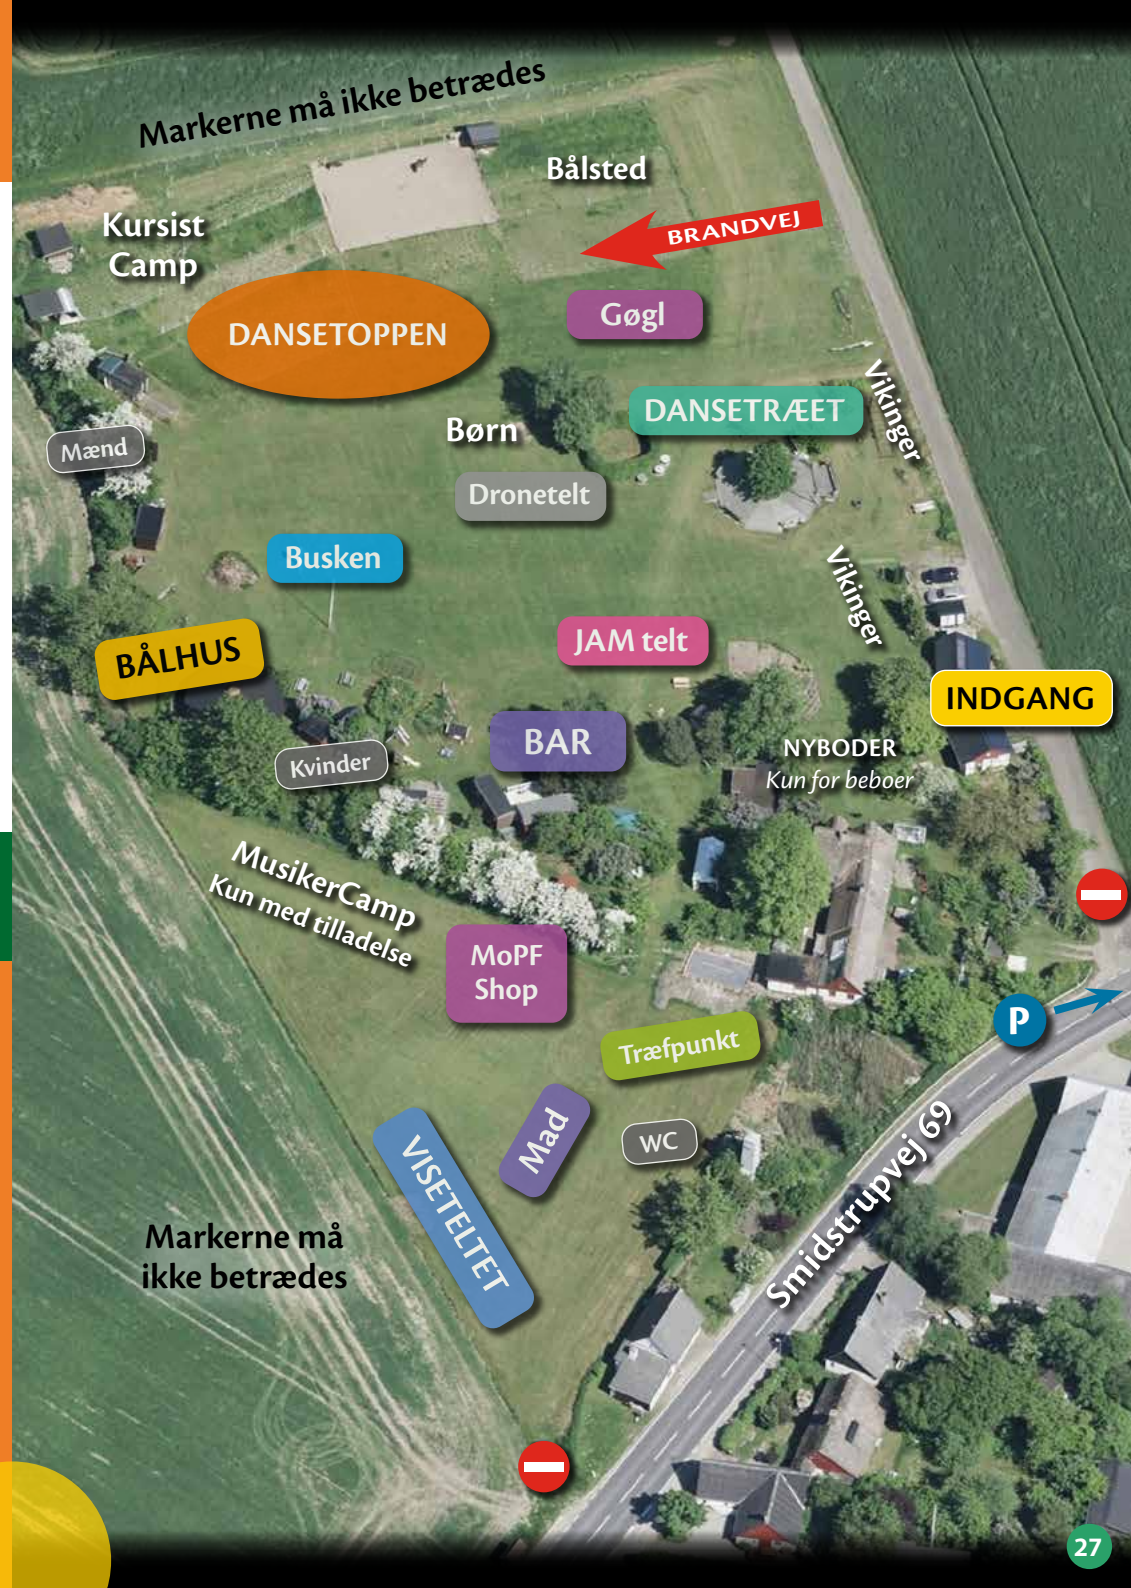 Markerne må ikke betrædes
Bålsted
Kursist
Camp
BRANDVEJ
Gøgl
DANSETOPPEN
Vikinger
DANSETRÆET
Børn
Mænd
Dronetelt
Busken
Vikinger
JAM telt
BÅLHUS
INDGANG
BAR
NYBODER
Kun for beboer
Kvinder
MusikerCamp
Kun med tilladelse
MoPF
Shop
P
Træfpunkt
Mad
WC
VISETELTET
Smidstrupvej 69
Markerne må
ikke betrædes
27